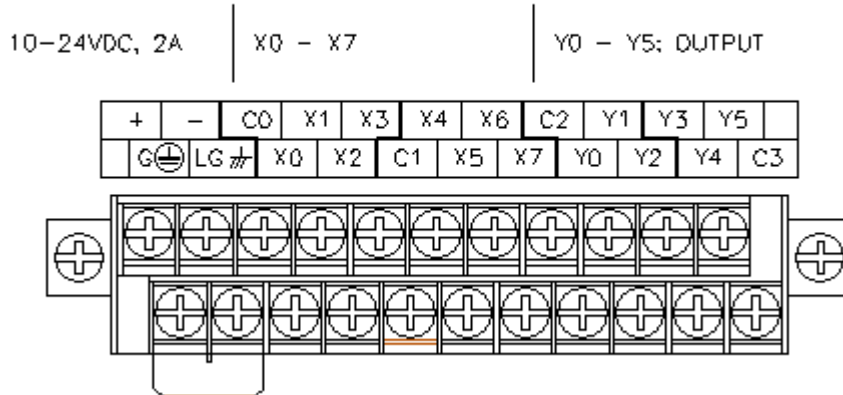 10-24VDC, 2A X0 - X7 Y0 - Y5; OUTPUT
+ - C0 X1 X3 X4 X6 C2 Y1 Y3 Y5
G LG X0 X2 C1 X5 X7 Y0 Y2 Y4 C3